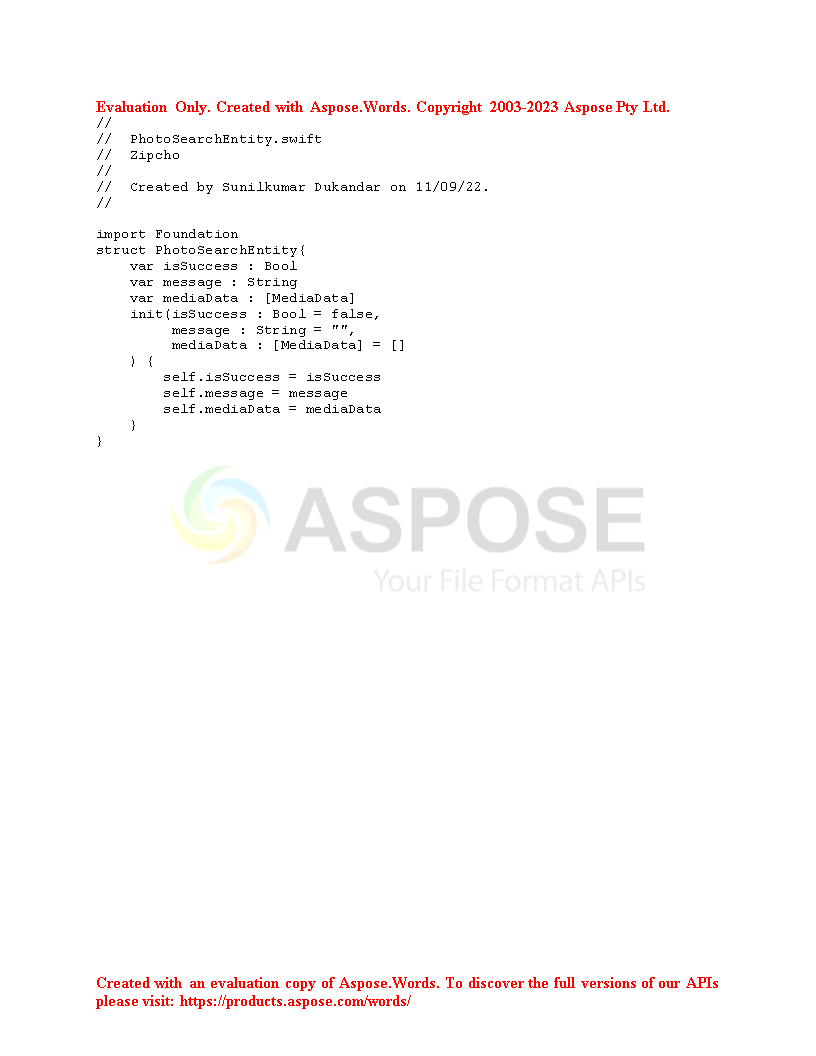 Evaluation Only. Created with Aspose.Words. Copyright 2003-2023 Aspose Pty Ltd.
//
//  PhotoSearchEntity.swift
//  Zipcho
//
//  Created by Sunilkumar Dukandar on 11/09/22.
//
import Foundation
struct PhotoSearchEntity{
    var isSuccess : Bool
    var message : String
    var mediaData : [MediaData]
    init(isSuccess : Bool = false,
         message : String = "",
         mediaData : [MediaData] = []
    ) {
        self.isSuccess = isSuccess
        self.message = message
        self.mediaData = mediaData
    }
}
ASPOSE
Your File Format APIs
Created with an evaluation copy of Aspose.Words. To discover the full versions of our APIs
please visit: https://products.aspose.com/words/